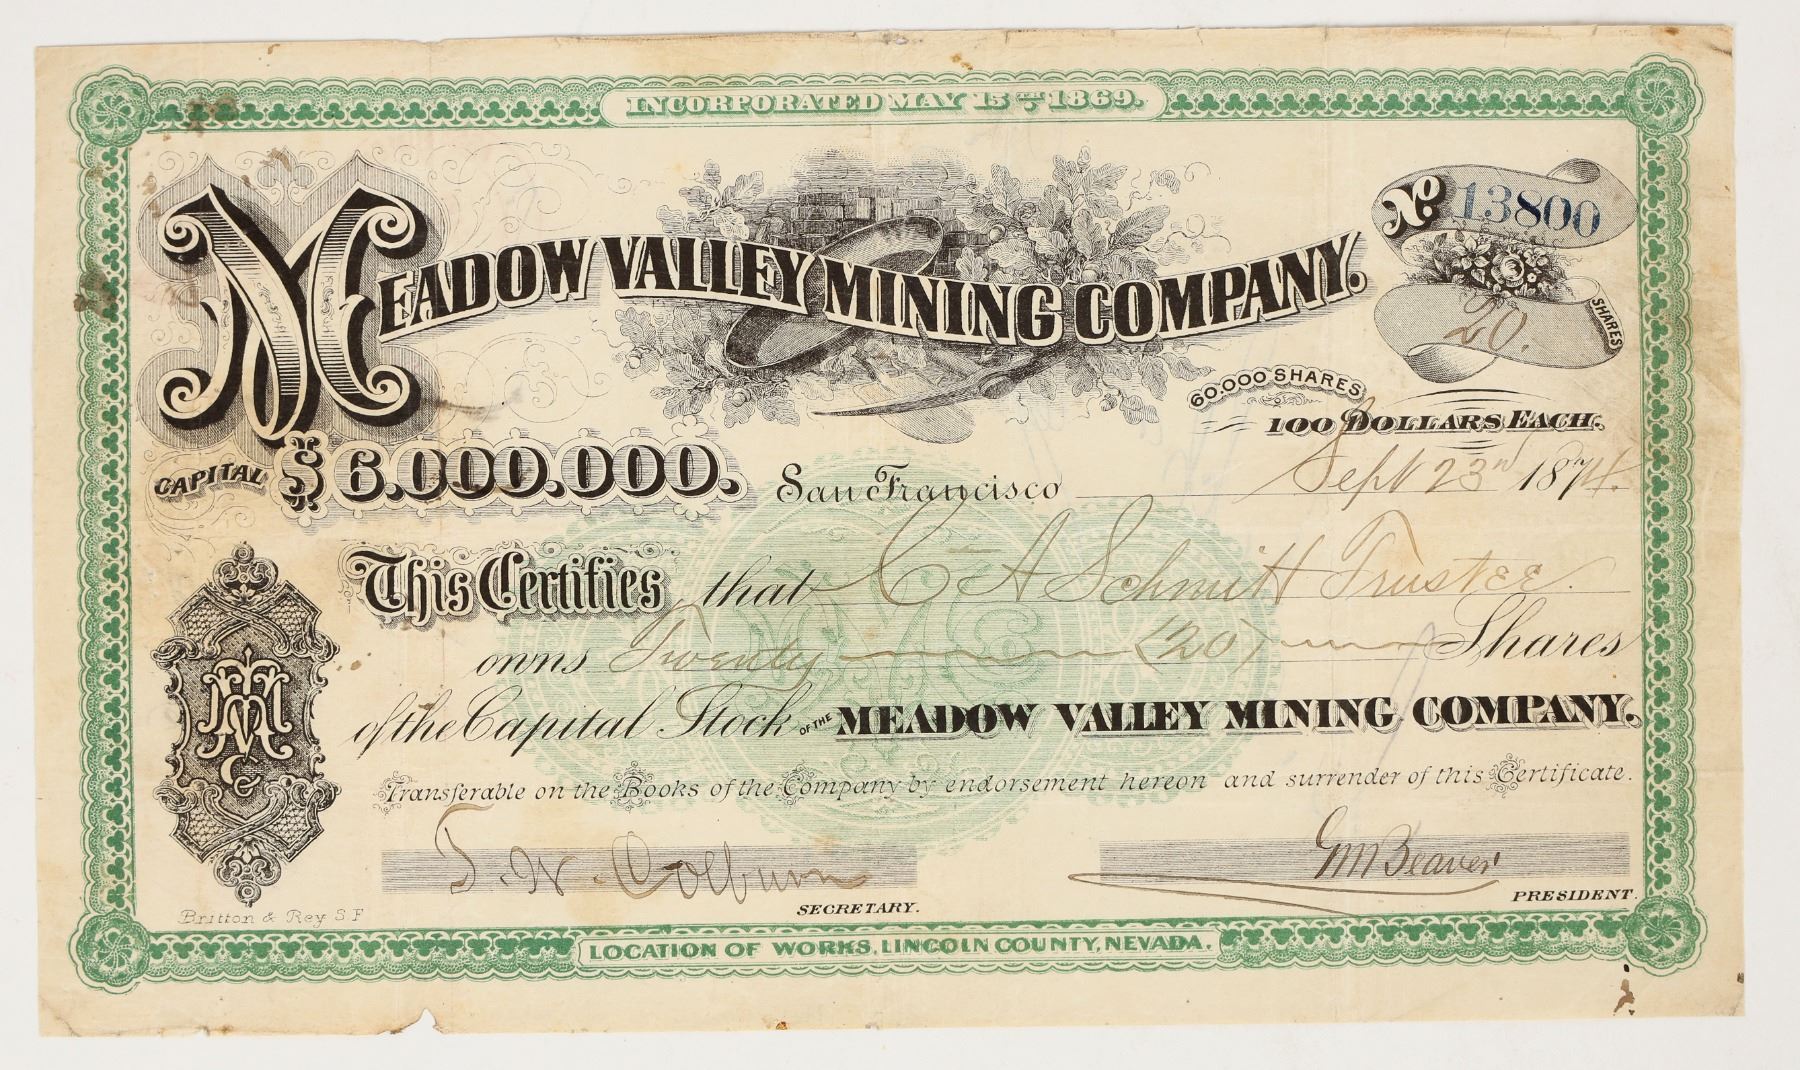 INCORPORATED MAY 15TH 1869.
MEADOW VALLEY MINING COMPANY.
No. 13800
20. SHARES
60.000 SHARES
100 DOLLARS EACH.
CAPITAL $6.000.000.
San Francisco Sept 23rd 1874.
This Certifies that C A Schmitt Trustee.
owns Twenty (20) Shares
of the Capital Stock OF THE MEADOW VALLEY MINING COMPANY.
Transferable on the Books of the Company by endorsement hereon and surrender of this Certificate.
T. W. Colburn
SECRETARY.
GM Beaver
PRESIDENT.
Britton & Rey S F
LOCATION OF WORKS, LINCOLN COUNTY, NEVADA.